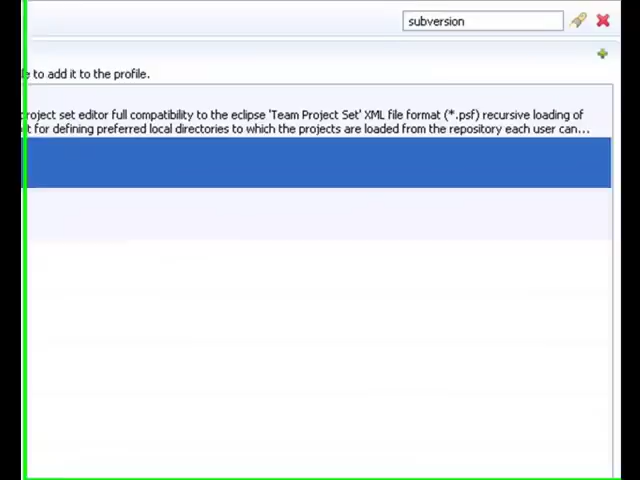 subversion
to add it to the profile.
project set editor full compatibility to the eclipse 'Team Project Set' XML file format (*.psf) recursive loading of
for defining preferred local directories to which the projects are loaded from the repository each user can...